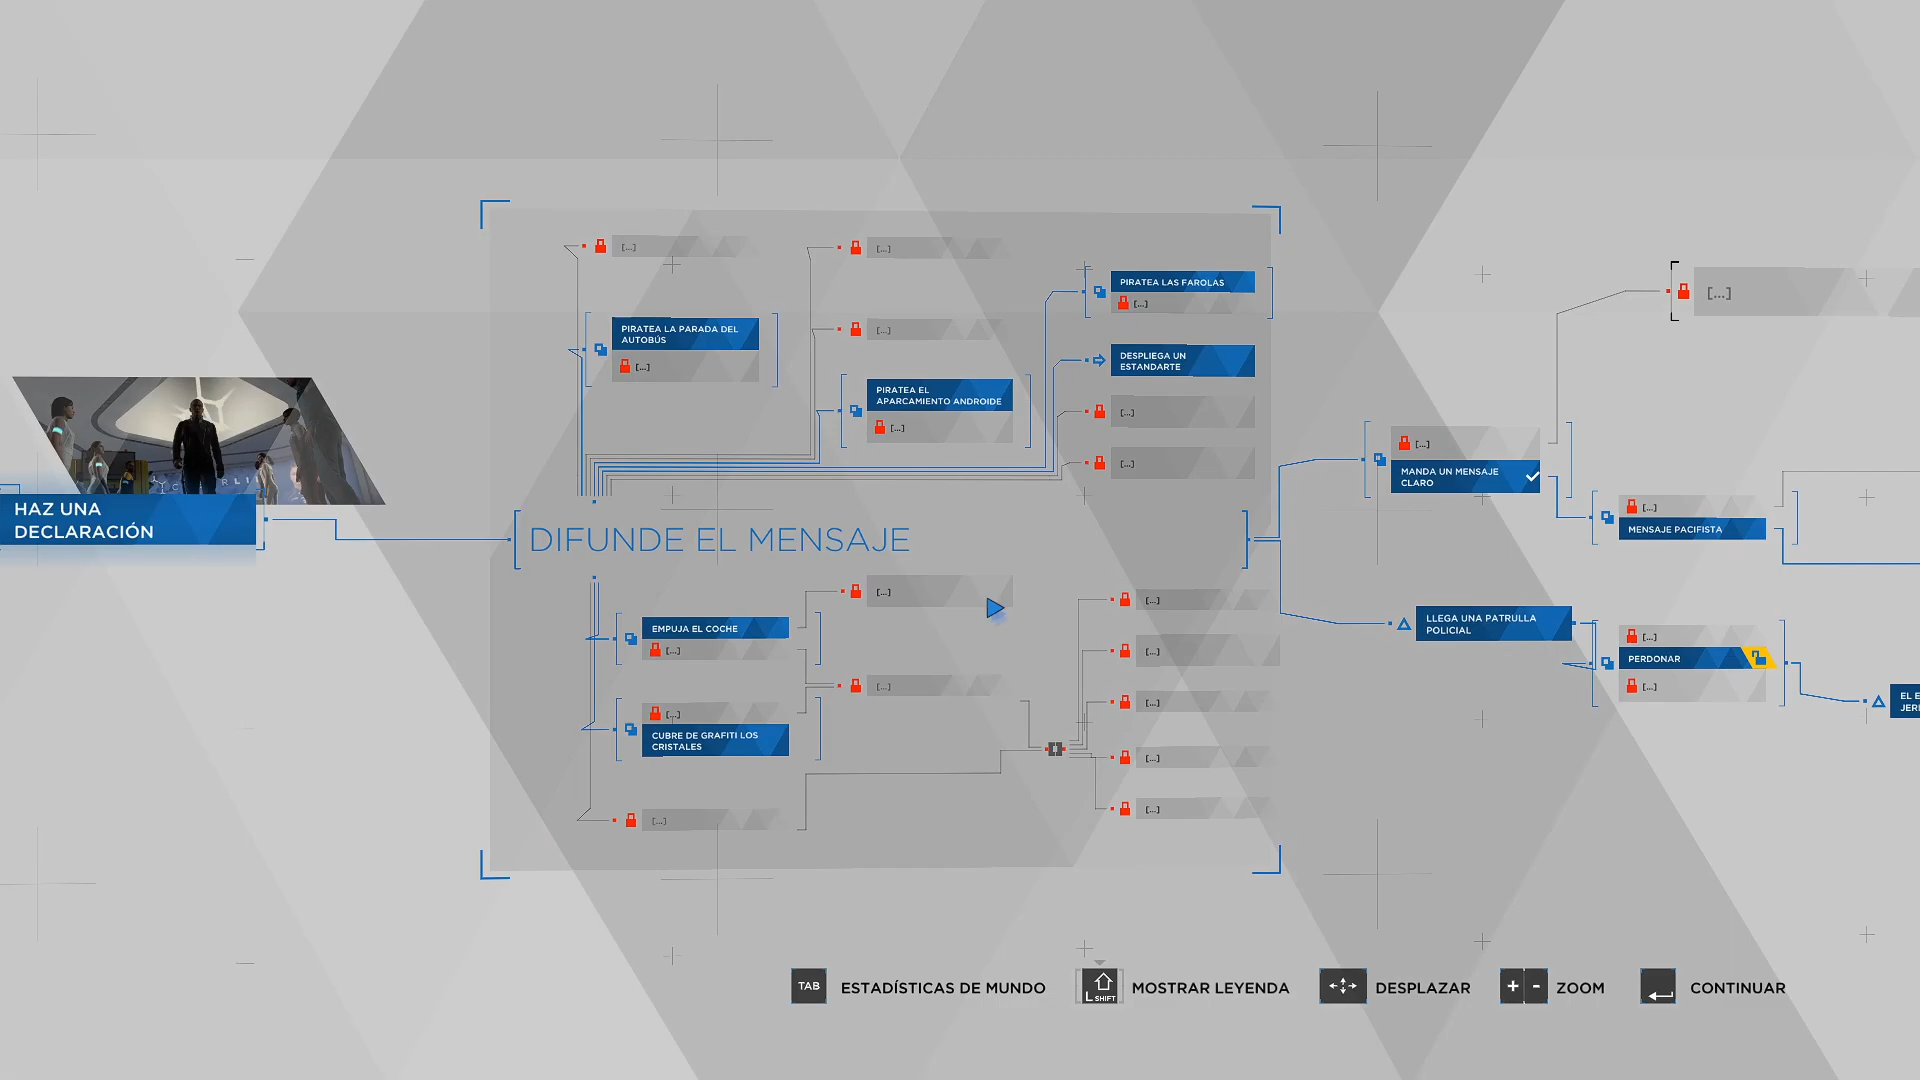 HAZ UNA
DECLARACIÓN
[...]
PIRATEA LA PARADA DEL
AUTOBÚS
[...]
[...]
[...]
PIRATEA EL
APARCAMIENTO ANDROIDE
[...]
PIRATEA LAS FAROLAS
[...]
DESPLIEGA UN
ESTANDARTE
[...]
[...]
DIFUNDE EL MENSAJE
EMPUJA EL COCHE
[...]
[...]
CUBRE DE GRAFITI LOS
CRISTALES
[...]
[...]
[...]
[...]
[...]
[...]
[...]
[...]
[...]
MANDA UN MENSAJE
CLARO
[...]
[...]
MENSAJE PACIFISTA
LLEGA UNA PATRULLA
POLICIAL
[...]
PERDONAR
[...]
TAB ESTADÍSTICAS DE MUNDO
L SHIFT MOSTRAR LEYENDA
DESPLAZAR
+ - ZOOM
CONTINUAR